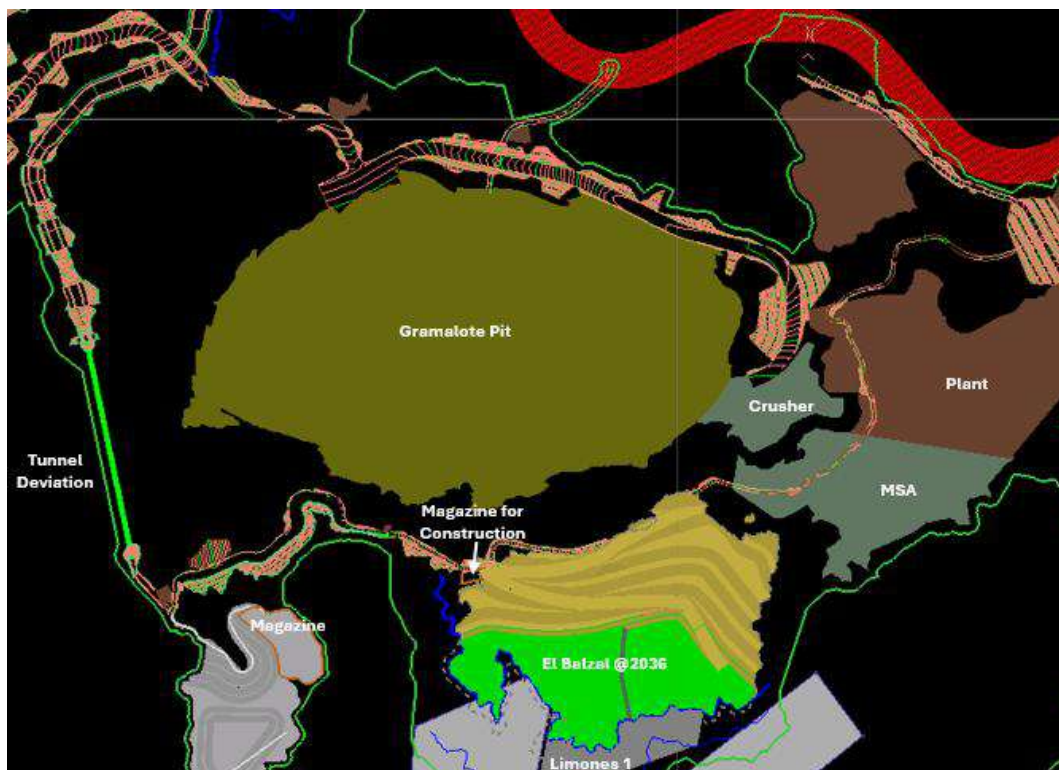 Gramalote Pit
Plant
Crusher
Tunnel
Deviation
MSA
Magazine for
Construction
Magazine
El Balzal @2036
Limones 1